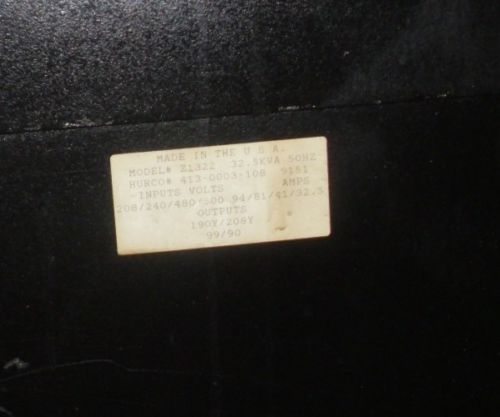 MADE IN THE U S A.
MODEL# Z1322 32.5KVA 50HZ
HURCO# 413-0003-108 9151
-INPUTS VOLTS AMPS
208/240/480/600 94/81/41/32.5
OUTPUTS
190Y/208Y
99/90